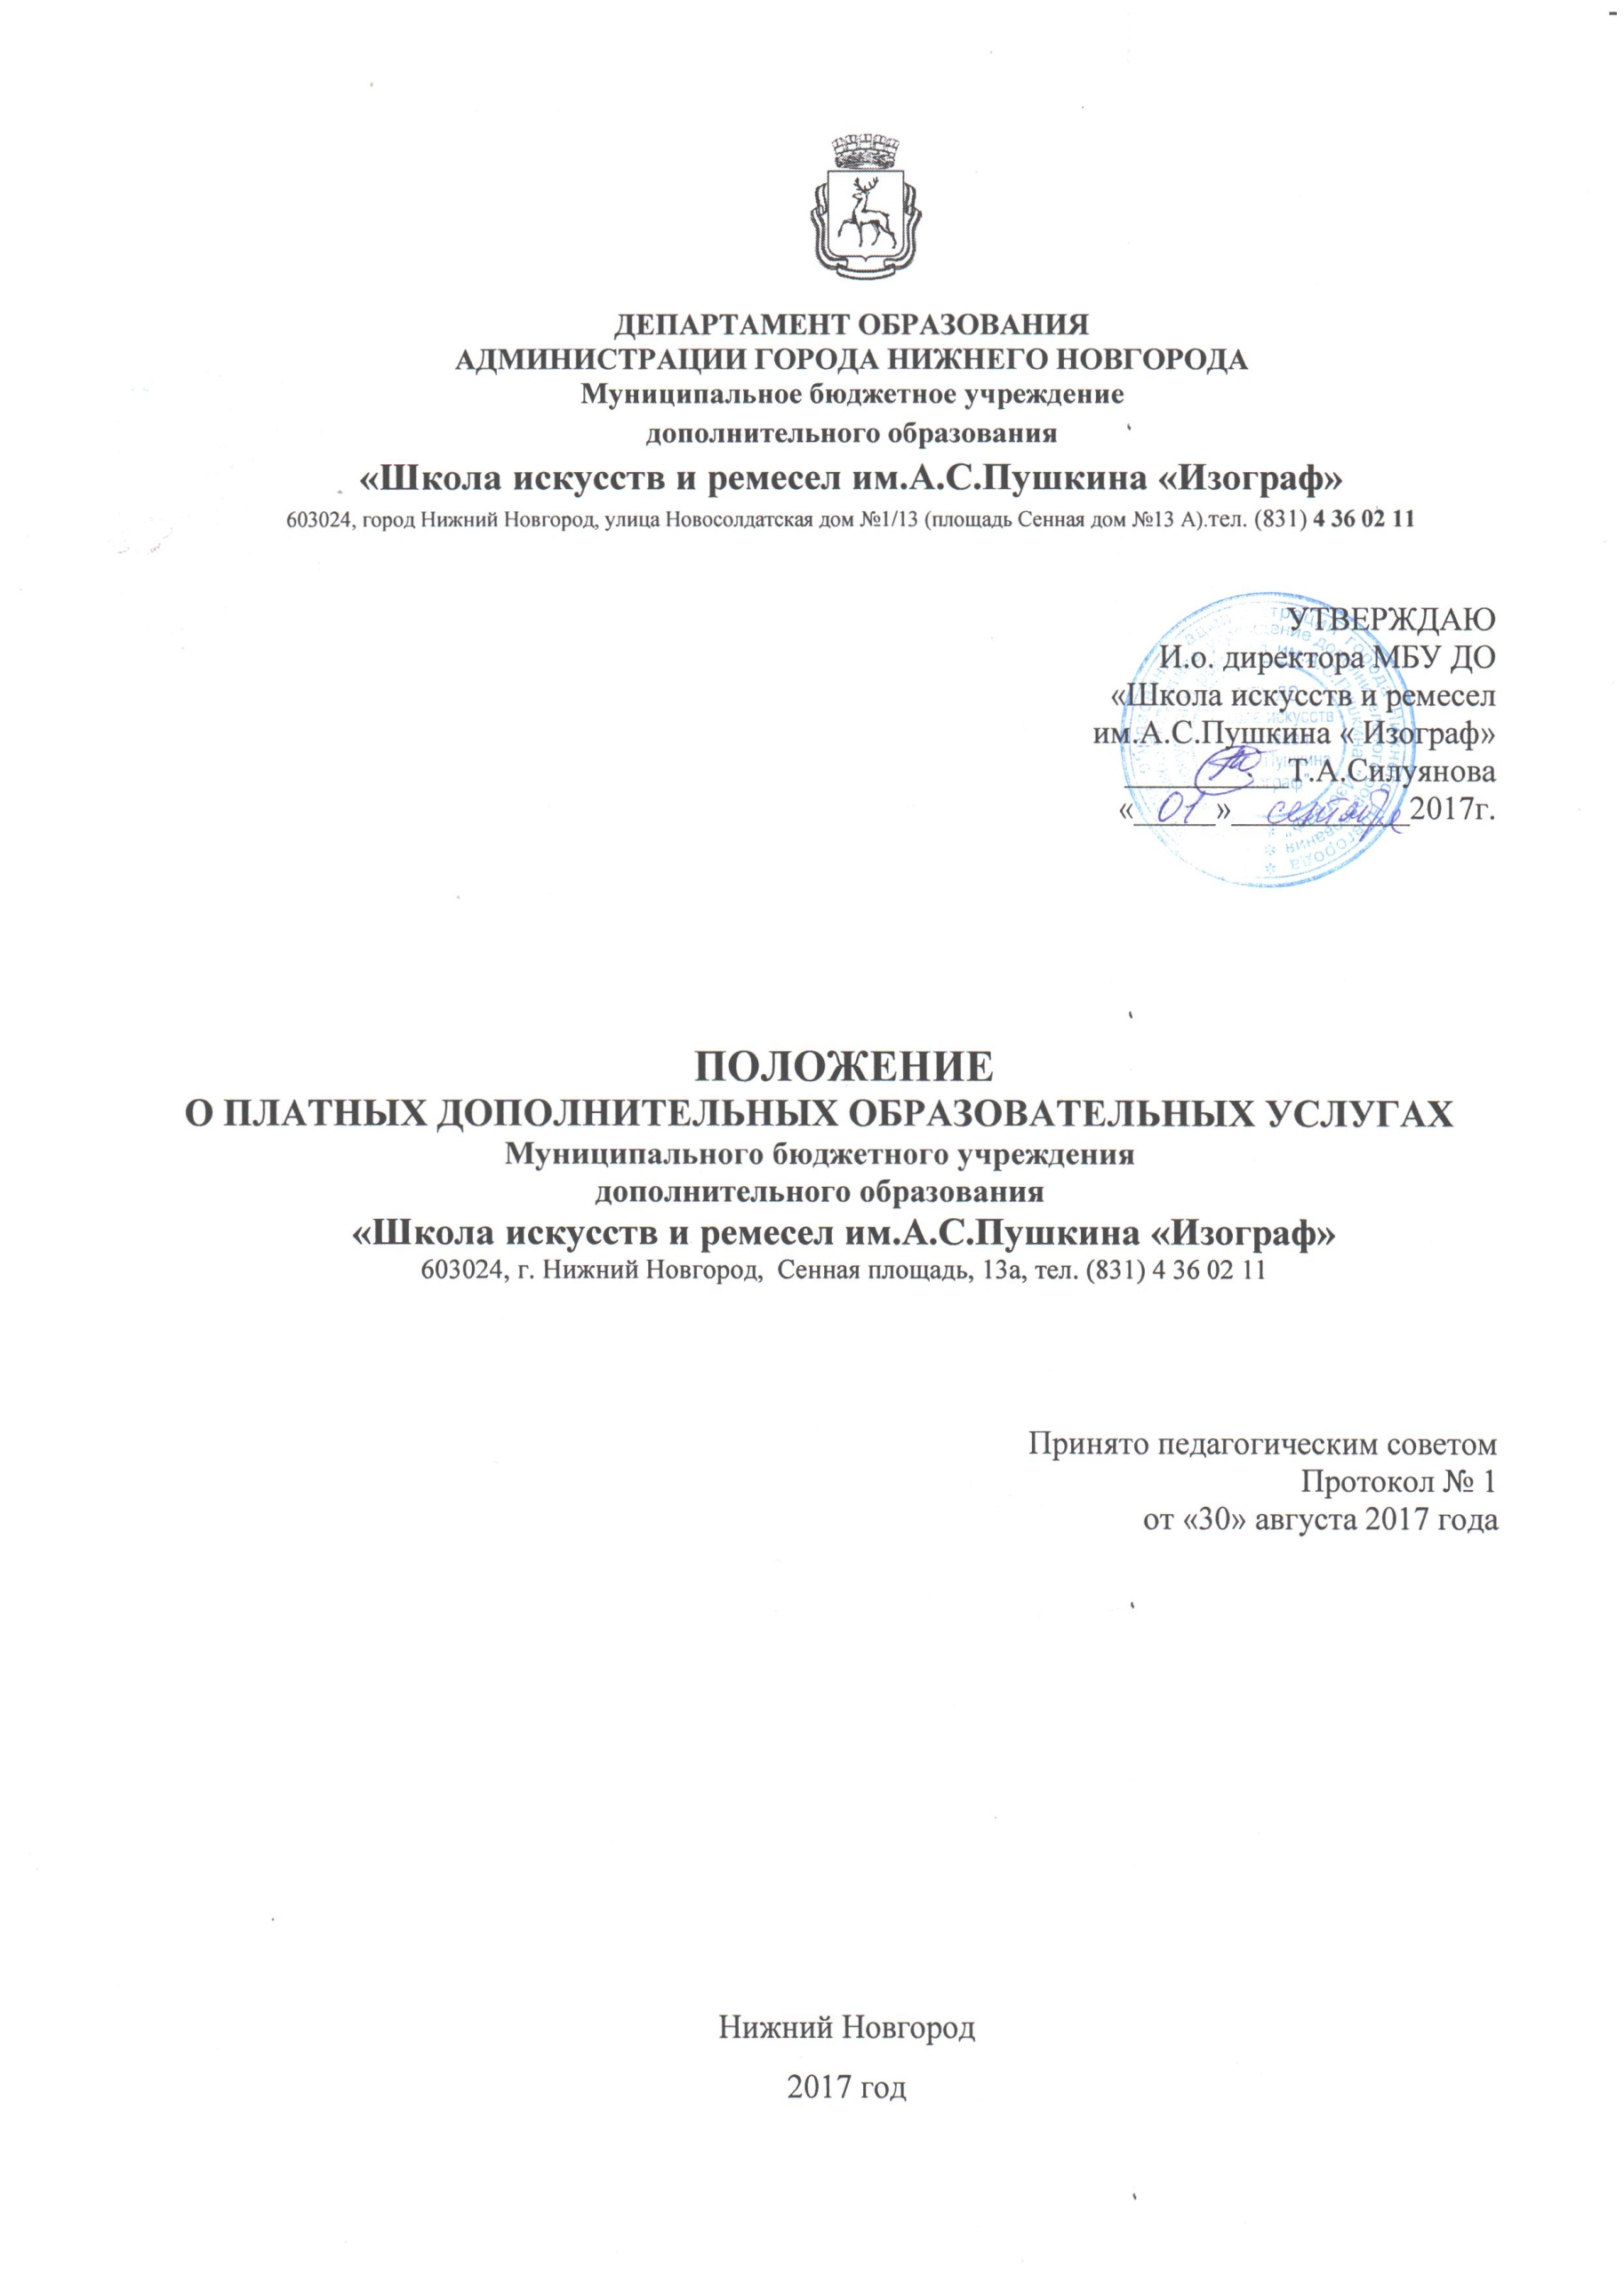 ДЕПАРТАМЕНТ ОБРАЗОВАНИЯ
АДМИНИСТРАЦИИ ГОРОДА НИЖНЕГО НОВГОРОДА
Муниципальное бюджетное учреждение
дополнительного образования
«Школа искусств и ремесел им.А.С.Пушкина «Изограф»
603024, город Нижний Новгород, улица Новосолдатская дом №1/13 (площадь Сенная дом №13 А).тел. (831) 4 36 02 11
УТВЕРЖДАЮ
И.о. директора МБУ ДО
«Школа искусств и ремесел
им.А.С.Пушкина « Изограф»
Т.А.Силуянова
«01» сентября 2017г.
ПОЛОЖЕНИЕ
О ПЛАТНЫХ ДОПОЛНИТЕЛЬНЫХ ОБРАЗОВАТЕЛЬНЫХ УСЛУГАХ
Муниципального бюджетного учреждения
дополнительного образования
«Школа искусств и ремесел им.А.С.Пушкина «Изограф»
603024, г. Нижний Новгород, Сенная площадь, 13а, тел. (831) 4 36 02 11
Принято педагогическим советом
Протокол № 1
от «30» августа 2017 года
Нижний Новгород
2017 год